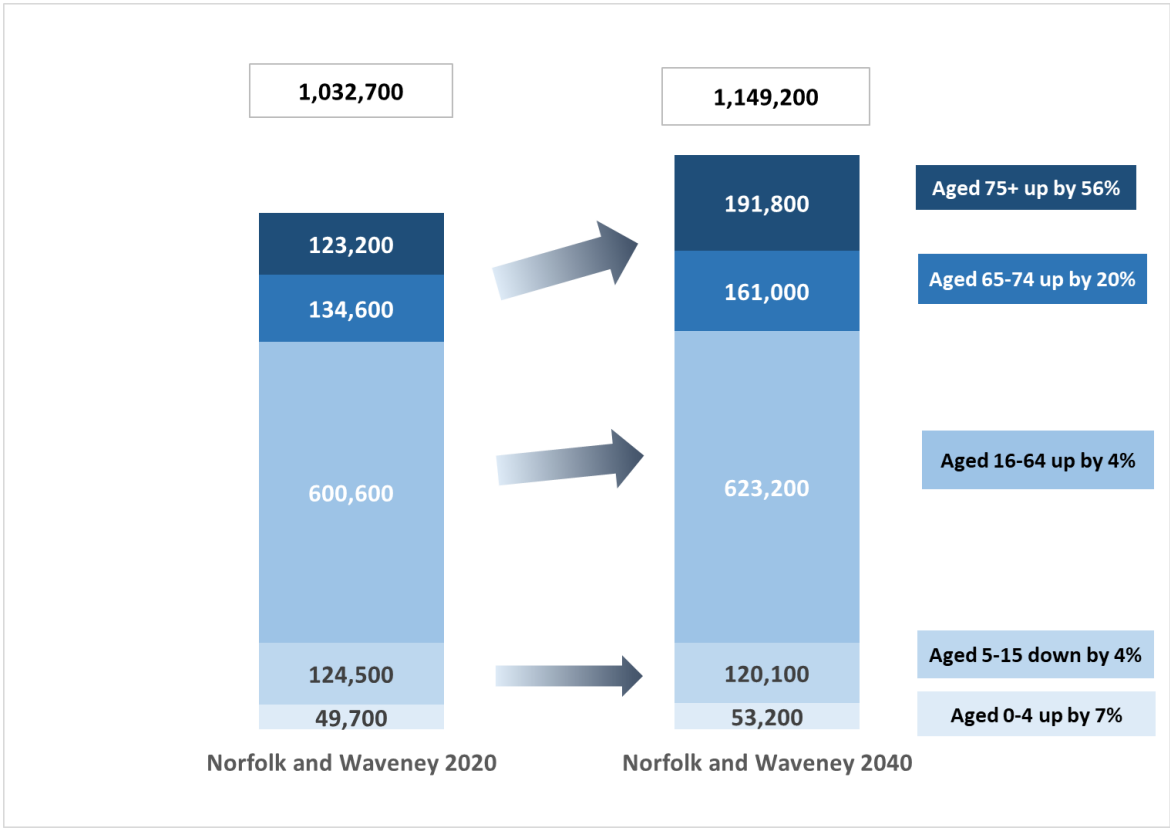 1,032,700
1,149,200
123,200
134,600
600,600
124,500
49,700
Norfolk and Waveney 2020
191,800
161,000
623,200
120,100
53,200
Norfolk and Waveney 2040
Aged 75+ up by 56%
Aged 65-74 up by 20%
Aged 16-64 up by 4%
Aged 5-15 down by 4%
Aged 0-4 up by 7%